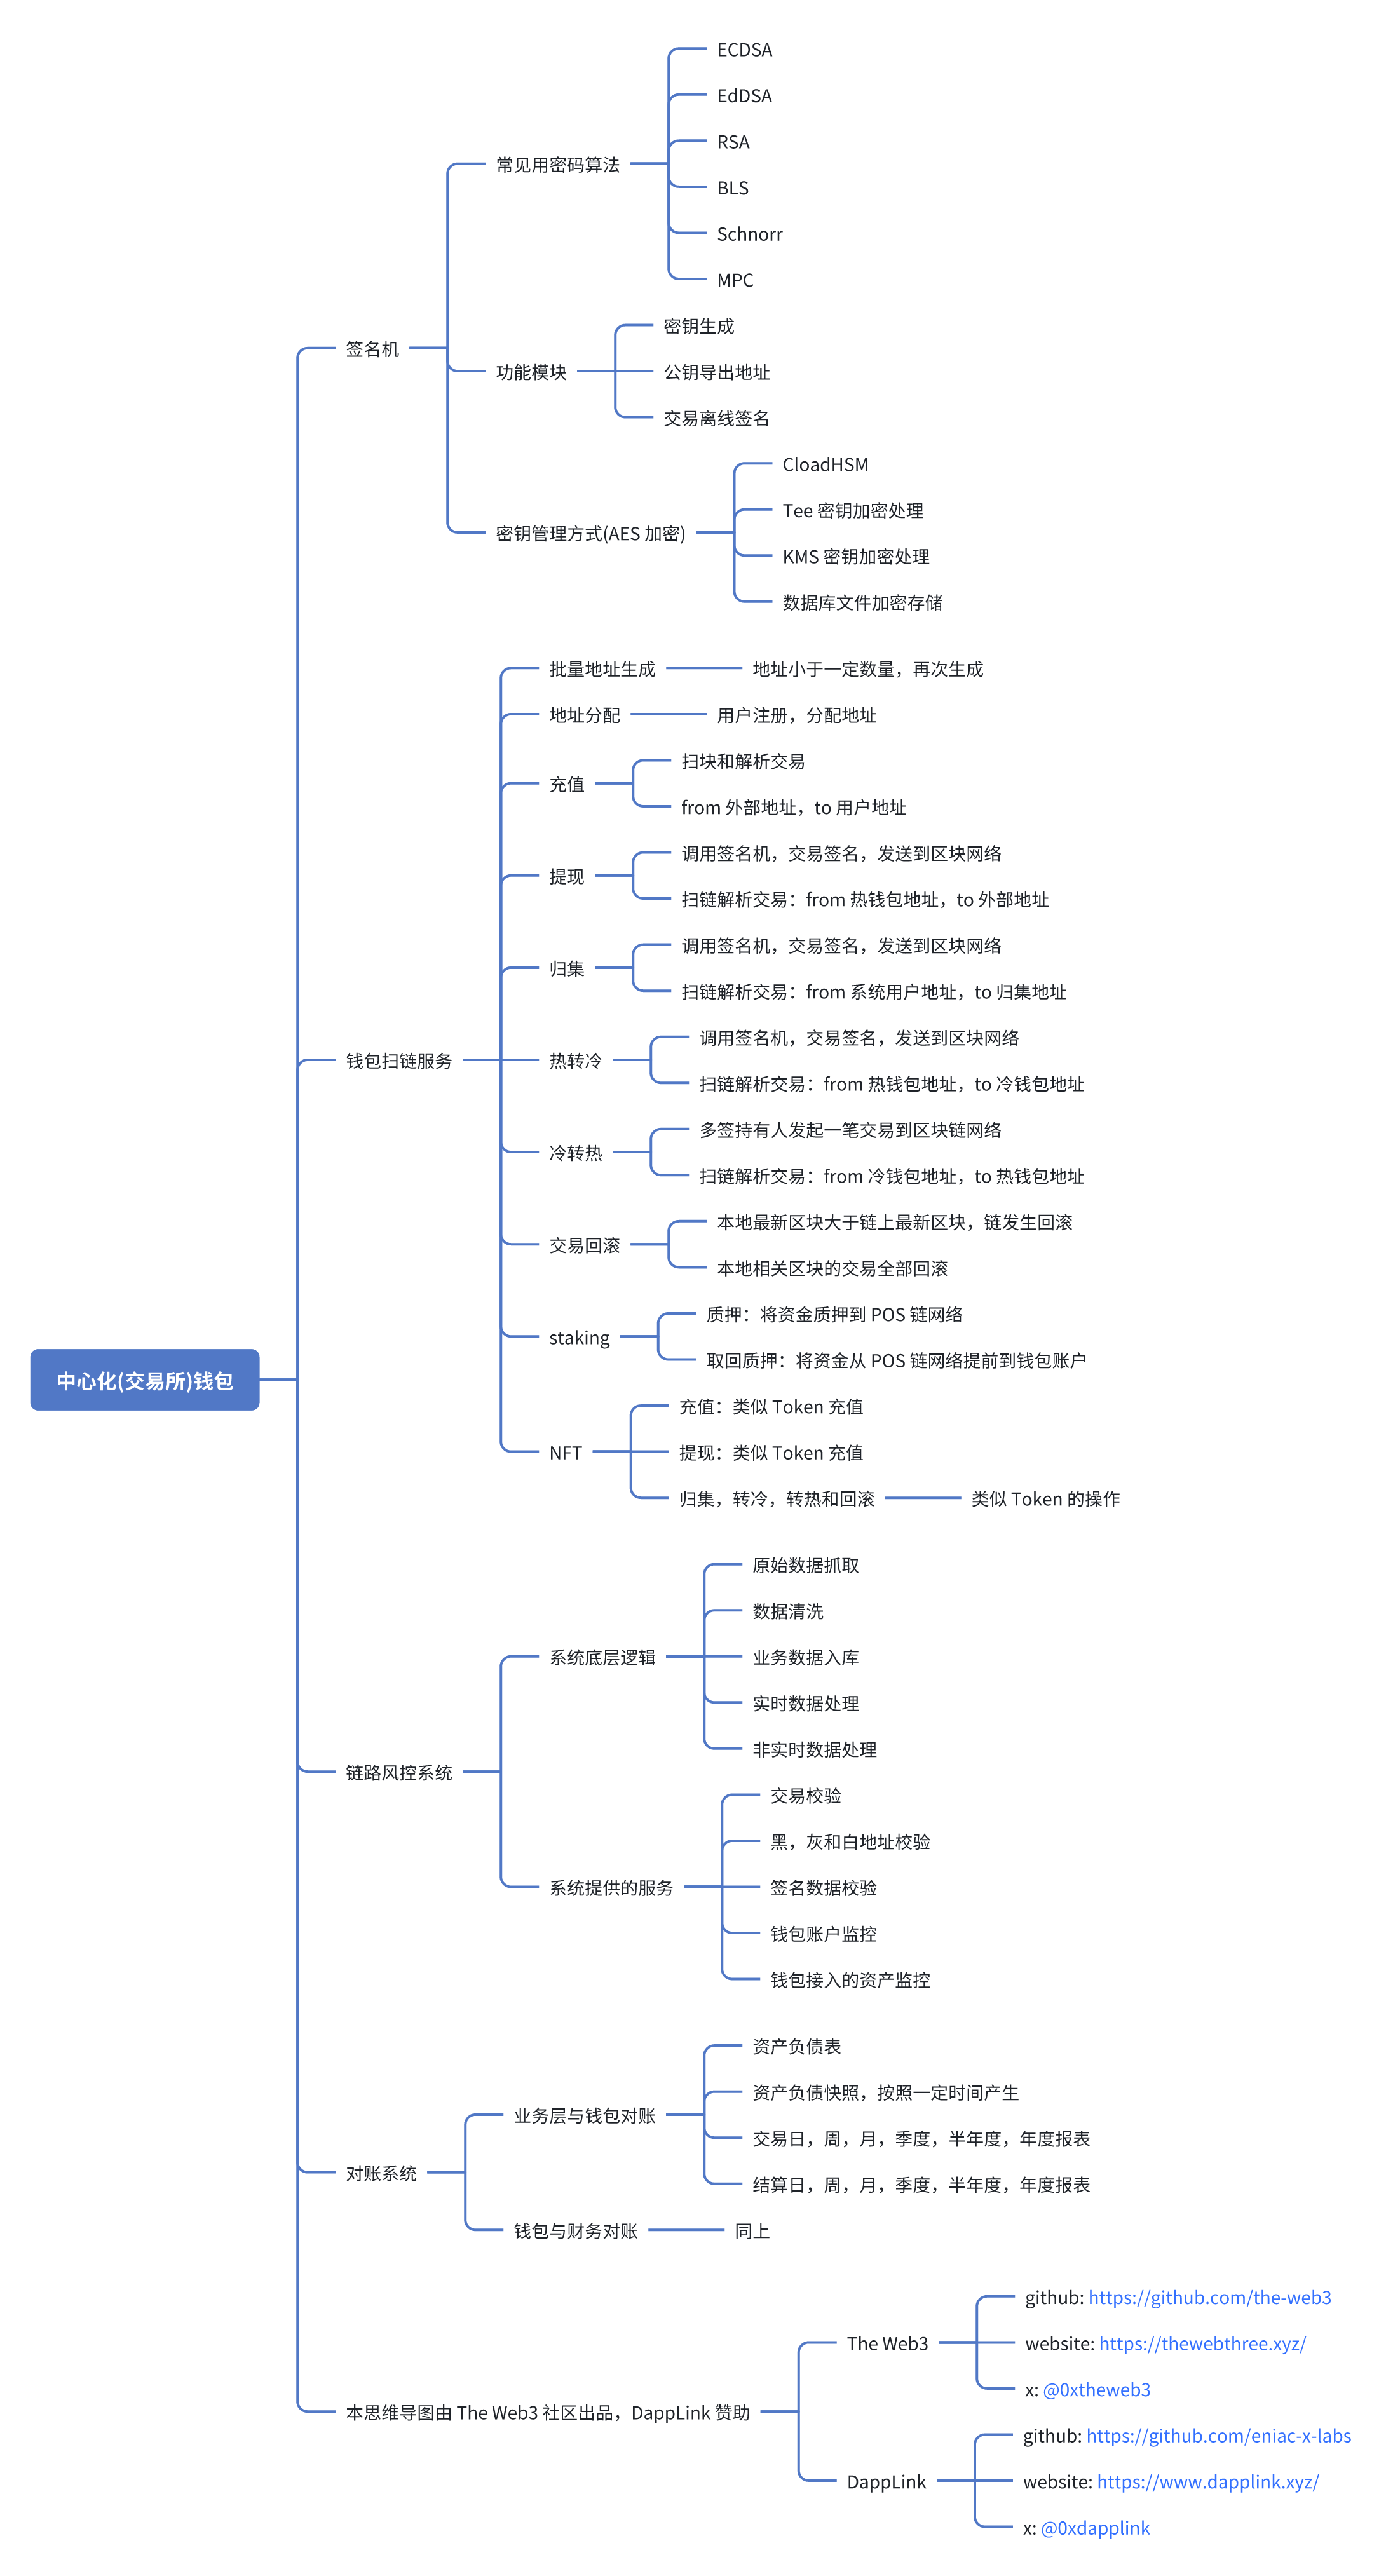 ECDSA
EdDSA
RSA
BLS
Schnorr
MPC
常见用密码算法
密钥生成
公钥导出地址
交易离线签名
功能模块
签名机
CloadHSM
Tee 密钥加密处理
KMS 密钥加密处理
数据库文件加密存储
密钥管理方式(AES 加密)
批量地址生成
地址小于一定数量，再次生成
地址分配
用户注册，分配地址
充值
扫块和解析交易
from 外部地址，to 用户地址
提现
调用签名机，交易签名，发送到区块网络
扫链解析交易：from 热钱包地址，to 外部地址
归集
调用签名机，交易签名，发送到区块网络
扫链解析交易：from 系统用户地址，to 归集地址
钱包扫链服务
热转冷
调用签名机，交易签名，发送到区块网络
扫链解析交易：from 热钱包地址，to 冷钱包地址
冷转热
多签持有人发起一笔交易到区块链网络
扫链解析交易：from 冷钱包地址，to 热钱包地址
交易回滚
本地最新区块大于链上最新区块，链发生回滚
本地相关区块的交易全部回滚
staking
质押：将资金质押到 POS 链网络
取回质押：将资金从 POS 链网络提前到钱包账户
中心化(交易所)钱包
NFT
充值：类似 Token 充值
提现：类似 Token 充值
归集，转冷，转热和回滚
类似 Token 的操作
系统底层逻辑
原始数据抓取
数据清洗
业务数据入库
实时数据处理
非实时数据处理
链路风控系统
系统提供的服务
交易校验
黑，灰和白地址校验
签名数据校验
钱包账户监控
钱包接入的资产监控
业务层与钱包对账
资产负债表
资产负债快照，按照一定时间产生
交易日，周，月，季度，半年度，年度报表
结算日，周，月，季度，半年度，年度报表
对账系统
钱包与财务对账
同上
The Web3
github: https://github.com/the-web3
website: https://thewebthree.xyz/
x: @0xtheweb3
本思维导图由 The Web3 社区出品，DappLink 赞助
DappLink
github: https://github.com/eniac-x-labs
website: https://www.dapplink.xyz/
x: @0xdapplink